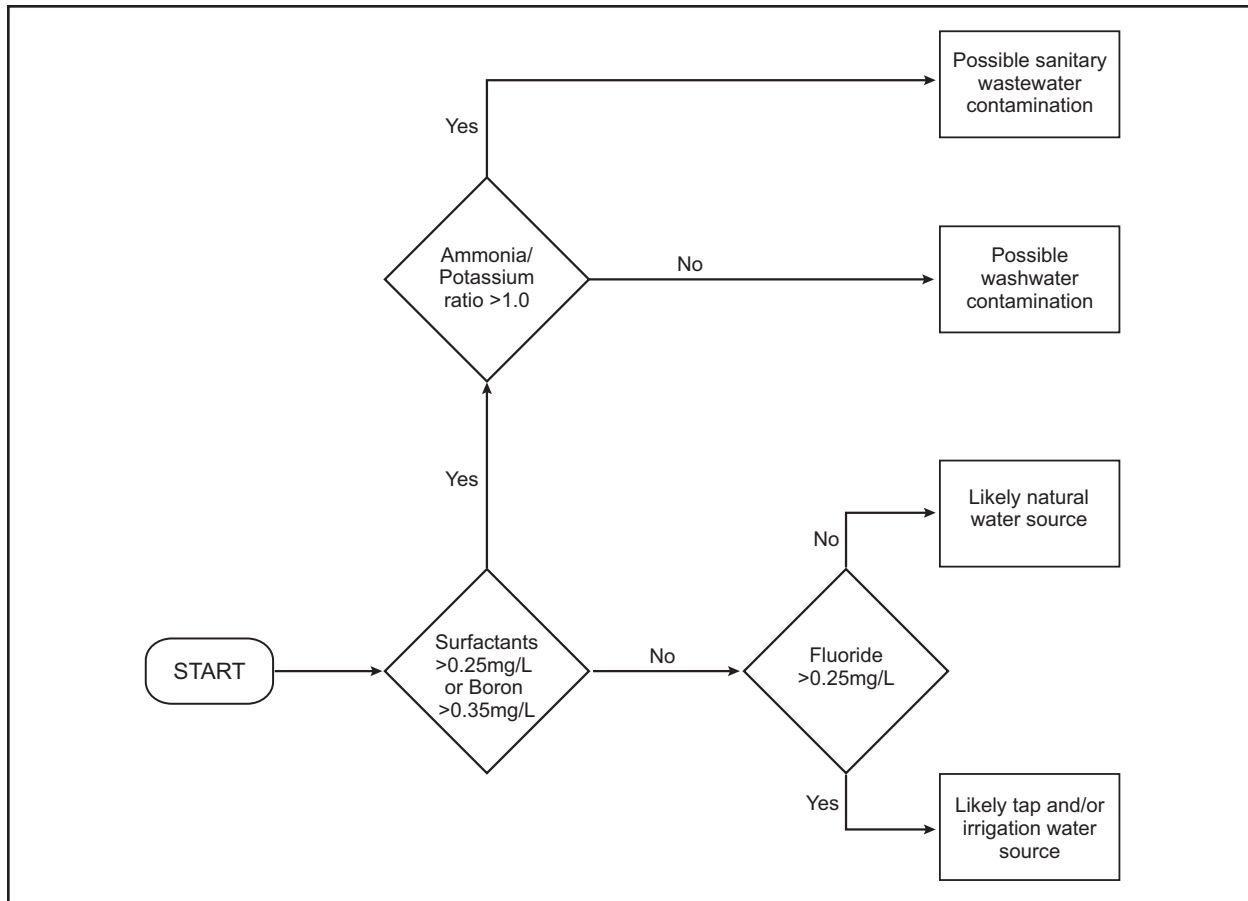 Possible sanitary
wastewater
contamination
Yes
Ammonia/
Potassium
ratio >1.0
No
Possible
washwater
contamination
Yes
Likely natural
water source
No
START
Surfactants
>0.25mg/L
or Boron
>0.35mg/L
No
Fluoride
>0.25mg/L
Yes
Likely tap and/or
irrigation water
source